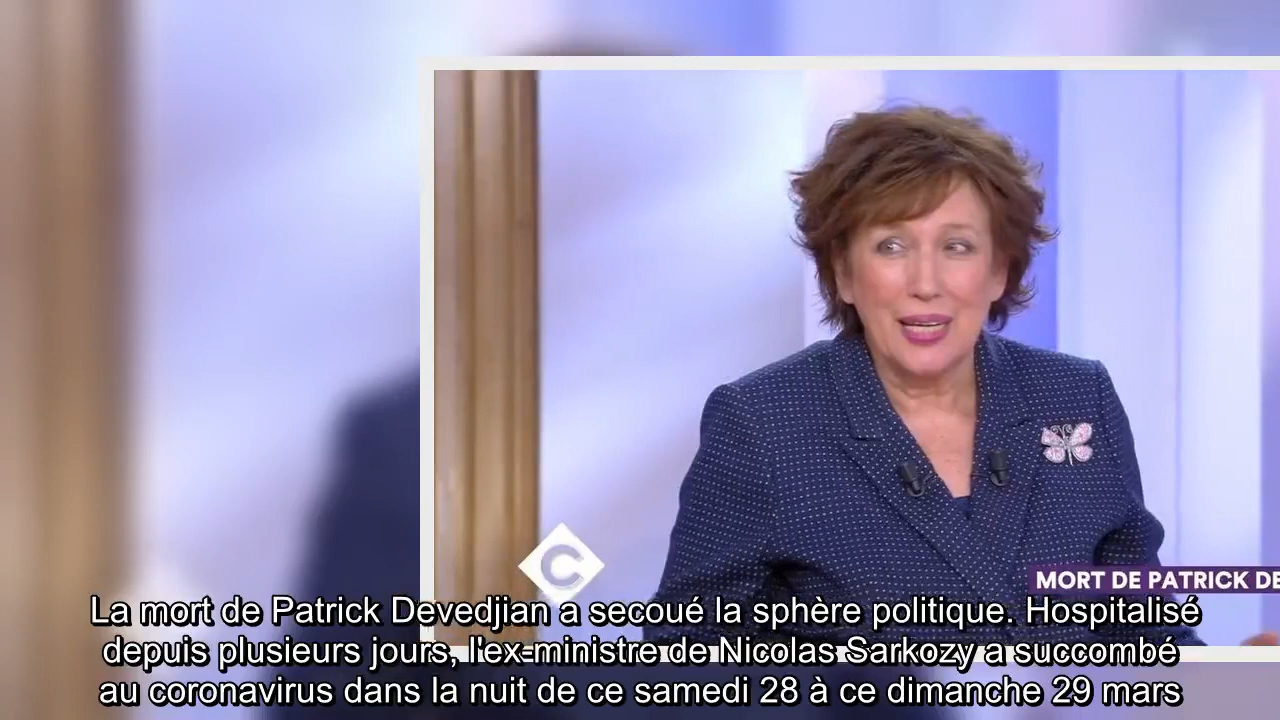 C
MORT DE PATRICK DE
La mort de Patrick Devedjian a secoué la sphère politique. Hospitalisé
depuis plusieurs jours, l'ex-ministre de Nicolas Sarkozy a succombé
au coronavirus dans la nuit de ce samedi 28 à ce dimanche 29 mars